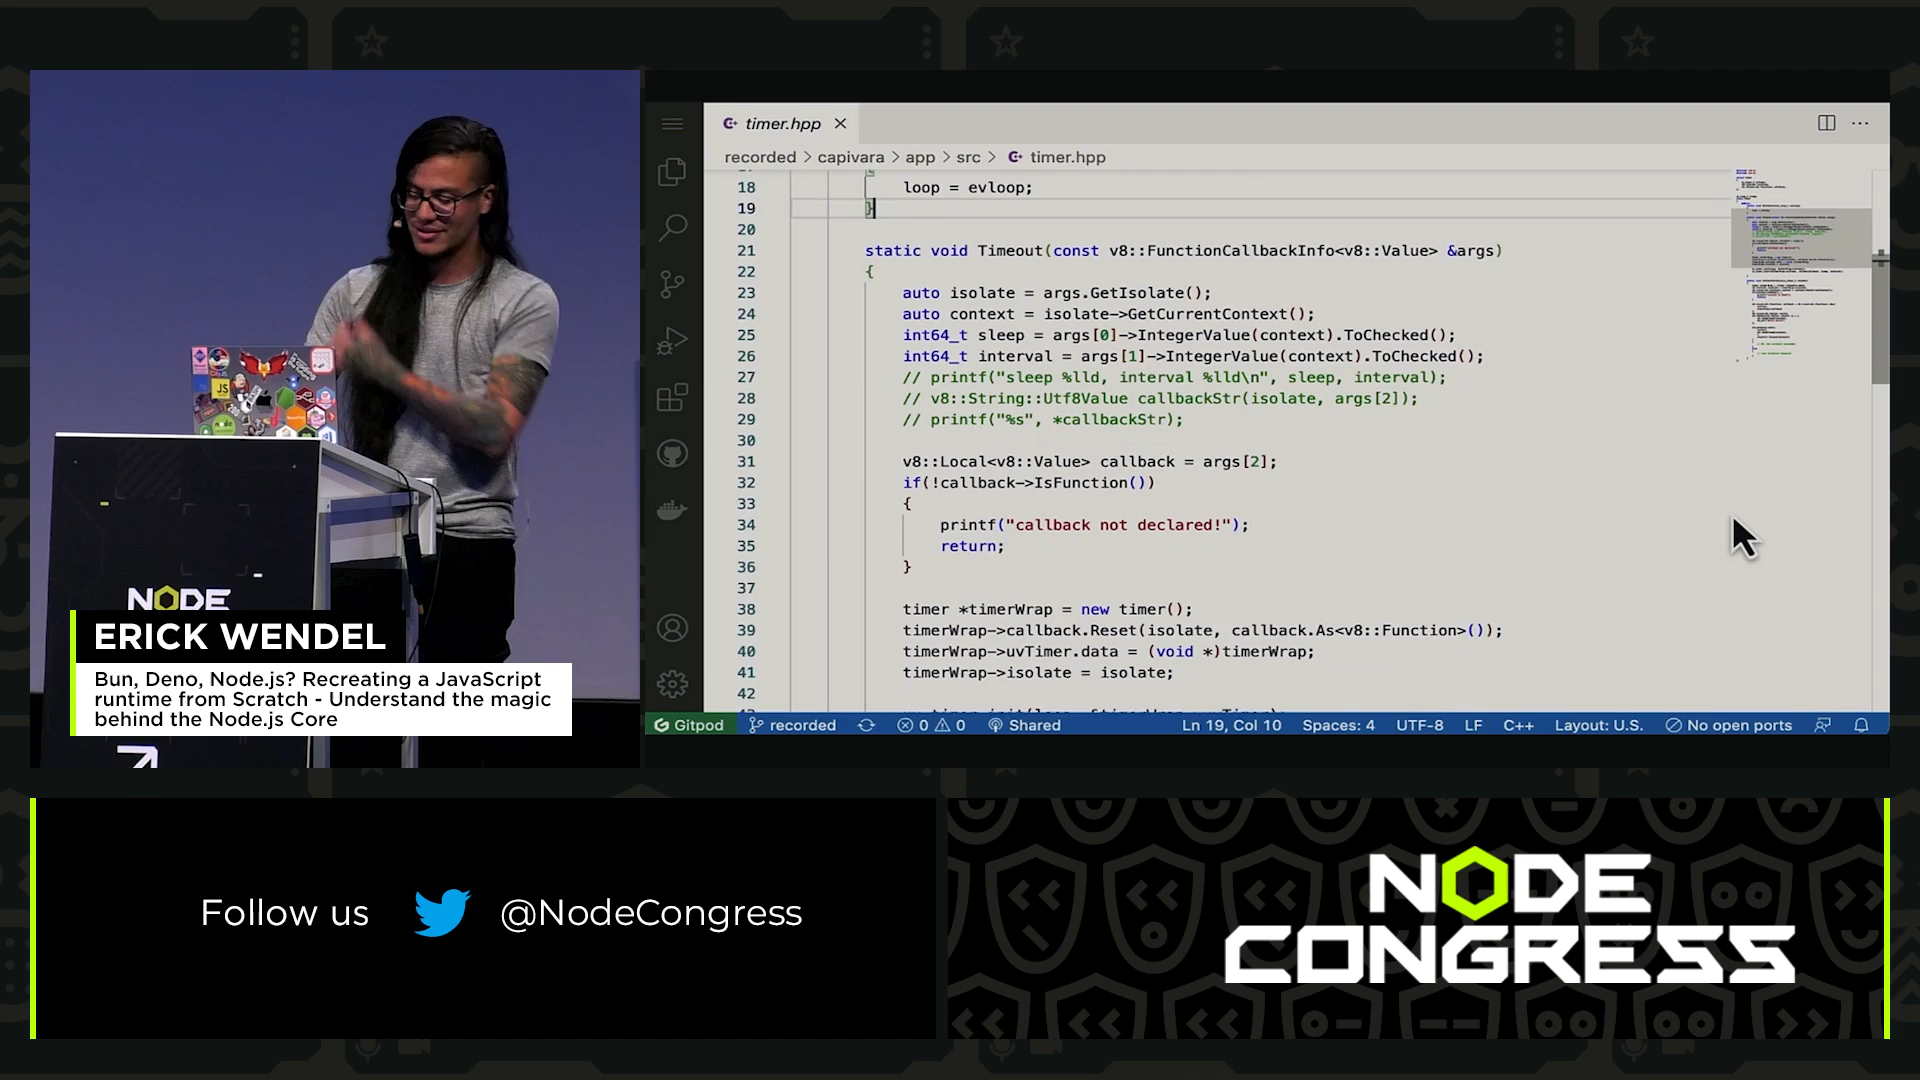 timer.hpp
recorded > capivara > app > src > timer.hpp
18 loop = evloop;
19 }
20
21 static void Timeout(const v8::FunctionCallbackInfo<v8::Value> &args)
22 {
23 auto isolate = args.GetIsolate();
24 auto context = isolate->GetCurrentContext();
25 int64_t sleep = args[0]->IntegerValue(context).ToChecked();
26 int64_t interval = args[1]->IntegerValue(context).ToChecked();
27 // printf("sleep %lld, interval %lld\n", sleep, interval);
28 // v8::String::Utf8Value callbackStr(isolate, args[2]);
29 // printf("%s", *callbackStr);
30
31 v8::Local<v8::Value> callback = args[2];
32 if(!callback->IsFunction())
33 {
34 printf("callback not declared!");
35 return;
36 }
37
38 timer *timerWrap = new timer();
39 timerWrap->callback.Reset(isolate, callback.As<v8::Function>());
40 timerWrap->uvTimer.data = (void *)timerWrap;
41 timerWrap->isolate = isolate;
42
Gitpod recorded 0 0 Shared Ln 19, Col 10 Spaces: 4 UTF-8 LF C++ Layout: U.S. No open ports
JS
node
NODE
ERICK WENDEL
Bun, Deno, Node.js? Recreating a JavaScript
runtime from Scratch - Understand the magic
behind the Node.js Core
Follow us @NodeCongress
NODE
CONGRESS